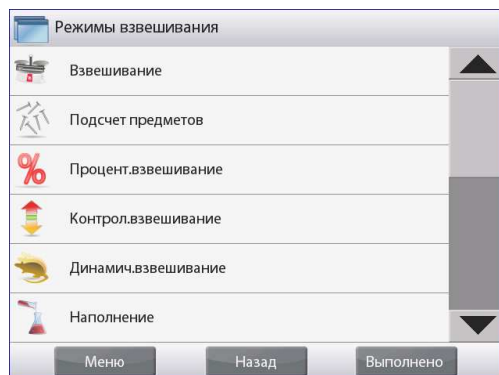 Режимы взвешивания
Взвешивание
Подсчет предметов
% Процент.взвешивание
Контрол.взвешивание
Динамич.взвешивание
Наполнение
Меню Назад Выполнено